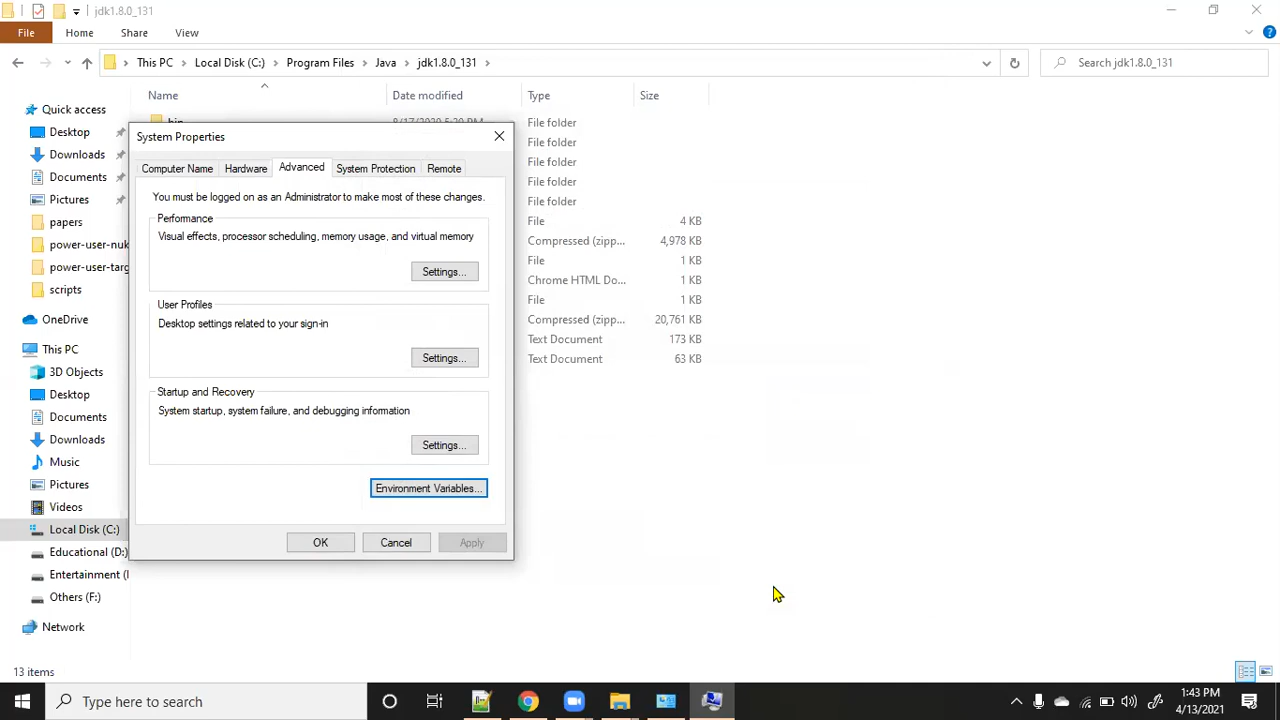 jdk1.8.0_131
File Home Share View
This PC Local Disk (C:) Program Files Java jdk1.8.0_131
Search jdk1.8.0_131
Name Date modified Type Size
Quick access
Desktop
Downloads
Documents
Pictures
papers
power-user-nuk
power-user-targ
scripts
OneDrive
This PC
3D Objects
Desktop
Documents
Downloads
Music
Pictures
Videos
Local Disk (C:)
Educational (D:)
Entertainment (
Others (F:)
Network
File folder
File folder
File folder
File folder
File folder
File 4 KB
Compressed (zipp... 4,978 KB
File 1 KB
Chrome HTML Do... 1 KB
File 1 KB
Compressed (zipp... 20,761 KB
Text Document 173 KB
Text Document 63 KB
System Properties
Computer Name Hardware Advanced System Protection Remote
You must be logged on as an Administrator to make most of these changes.
Performance
Visual effects, processor scheduling, memory usage, and virtual memory
Settings...
User Profiles
Desktop settings related to your sign-in
Settings...
Startup and Recovery
System startup, system failure, and debugging information
Settings...
Environment Variables...
OK Cancel Apply
13 items
Type here to search
1:43 PM
4/13/2021